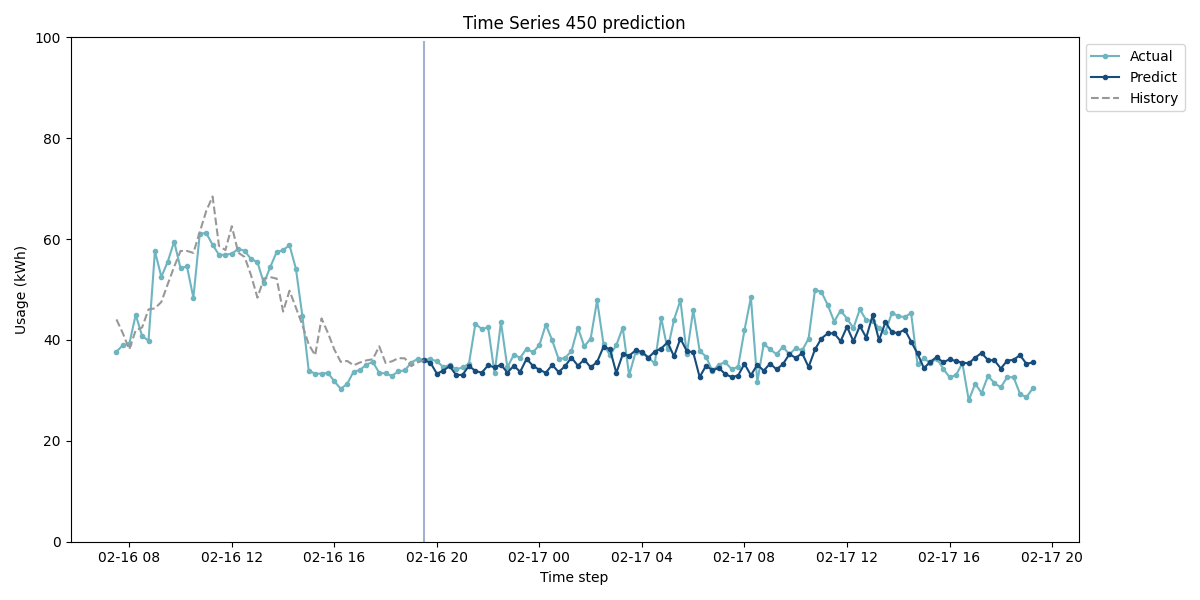 Time Series 450 prediction
Usage (kWh)
100
80
60
40
20
0
02-16 08 02-16 12 02-16 16 02-16 20 02-17 00 02-17 04 02-17 08 02-17 12 02-17 16 02-17 20
Time step
Actual
Predict
History